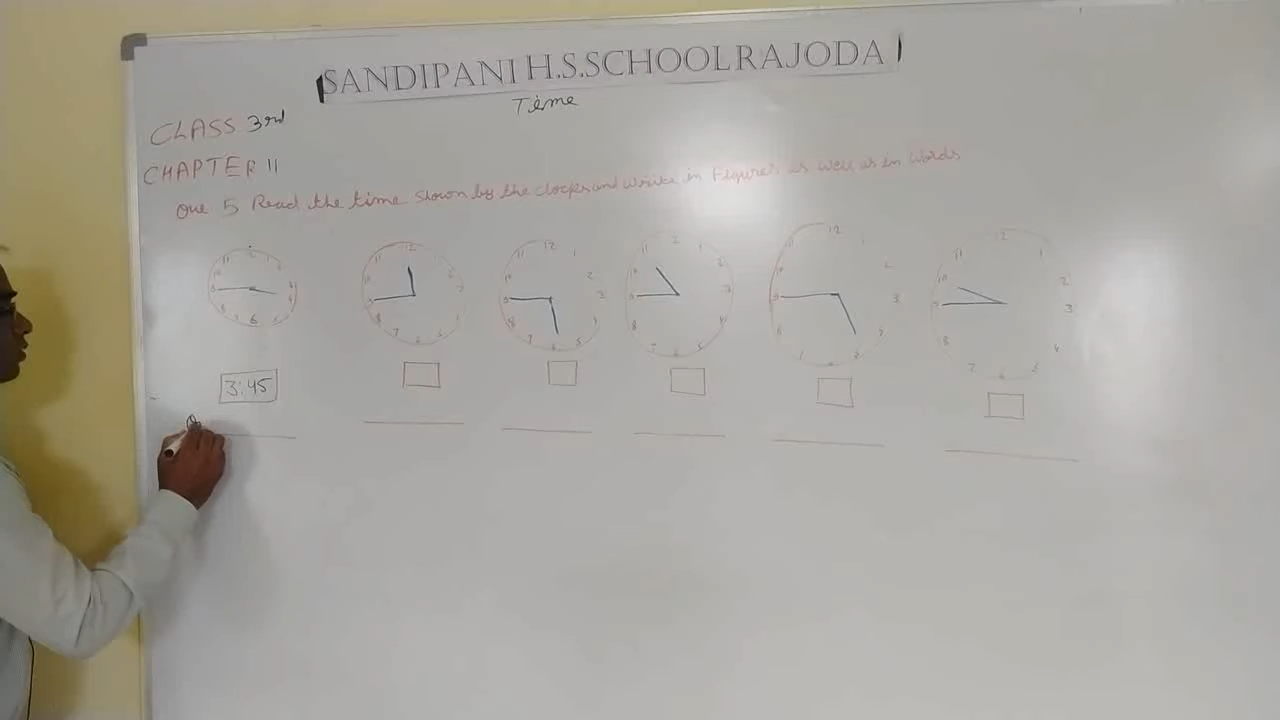 SANDIPANI H.S.SCHOOL RAJODA
Time
CLASS 3rd
CHAPTER 11
Que 5 Read the time shown by the clocks and write in figures as well as in words
3:45